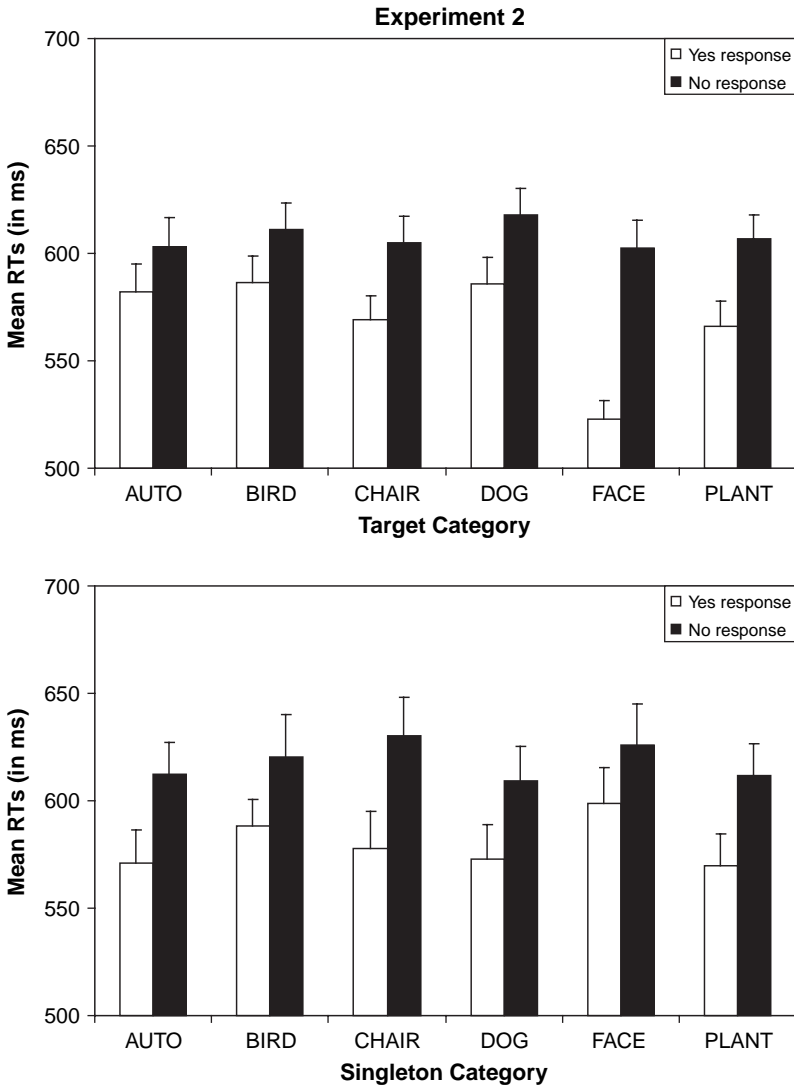 Experiment 2
700
650
600
550
500
Mean RTs (in ms)
Yes response
No response
AUTO BIRD CHAIR DOG FACE PLANT
Target Category
700
650
600
550
500
Mean RTs (in ms)
Yes response
No response
AUTO BIRD CHAIR DOG FACE PLANT
Singleton Category